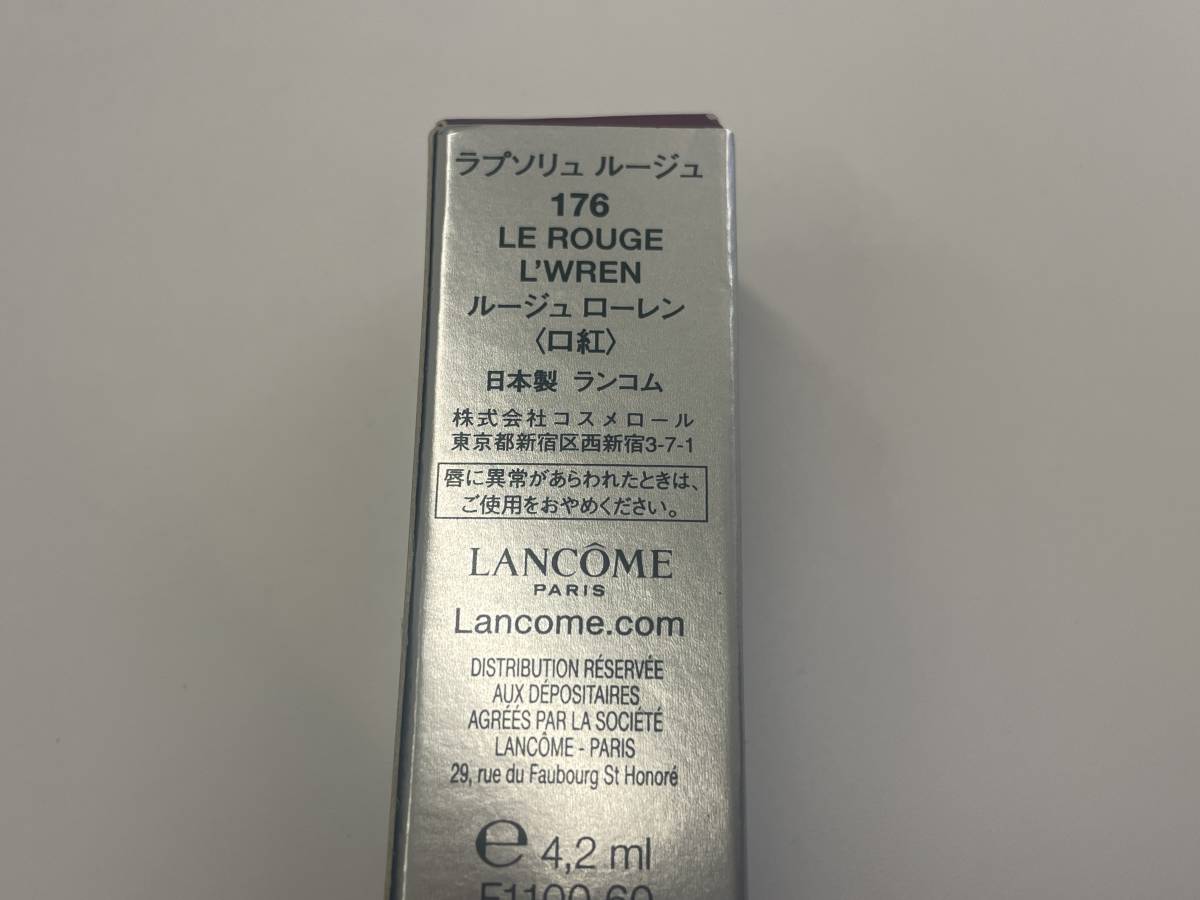 ラプソリュ ルージュ
176
LE ROUGE
L'WREN
ルージュ ローレン
〈口紅〉
日本製 ランコム
株式会社コスメロール
東京都新宿区西新宿3-7-1
唇に異常があらわれたときは、
ご使用をおやめください。
LANCÔME
PARIS
Lancome.com
DISTRIBUTION RÉSERVÉE
AUX DÉPOSITAIRES
AGRÉÉS PAR LA SOCIÉTÉ
LANCÔME - PARIS
29, rue du Faubourg St Honoré
e 4,2 ml